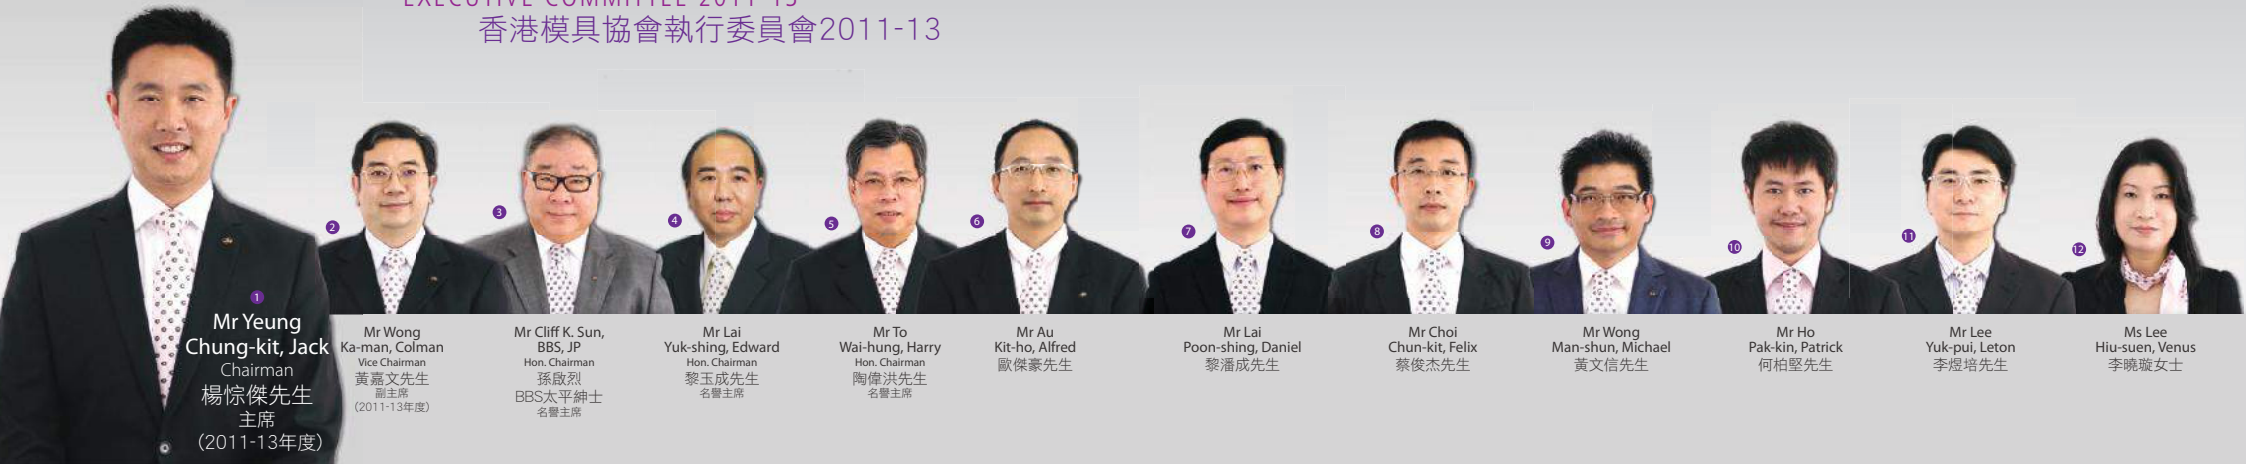 EXECUTIVE COMMITTEE 2011-13
香港模具協會執行委員會2011-13
1
Mr Yeung
Chung-kit, Jack
Chairman
楊悰傑先生
主席
(2011-13年度)
2
Mr Wong
Ka-man, Colman
Vice Chairman
黃嘉文先生
副主席
(2011-13年度)
3
Mr Cliff K. Sun,
BBS, JP
Hon. Chairman
孫啟烈
BBS太平紳士
名譽主席
4
Mr Lai
Yuk-shing, Edward
Hon. Chairman
黎玉成先生
名譽主席
5
Mr To
Wai-hung, Harry
Hon. Chairman
陶偉洪先生
名譽主席
6
Mr Au
Kit-ho, Alfred
歐傑豪先生
7
Mr Lai
Poon-shing, Daniel
黎潘成先生
8
Mr Choi
Chun-kit, Felix
蔡俊杰先生
9
Mr Wong
Man-shun, Michael
黃文信先生
10
Mr Ho
Pak-kin, Patrick
何柏堅先生
11
Mr Lee
Yuk-pui, Leton
李煜培先生
12
Ms Lee
Hiu-suen, Venus
李曉璇女士